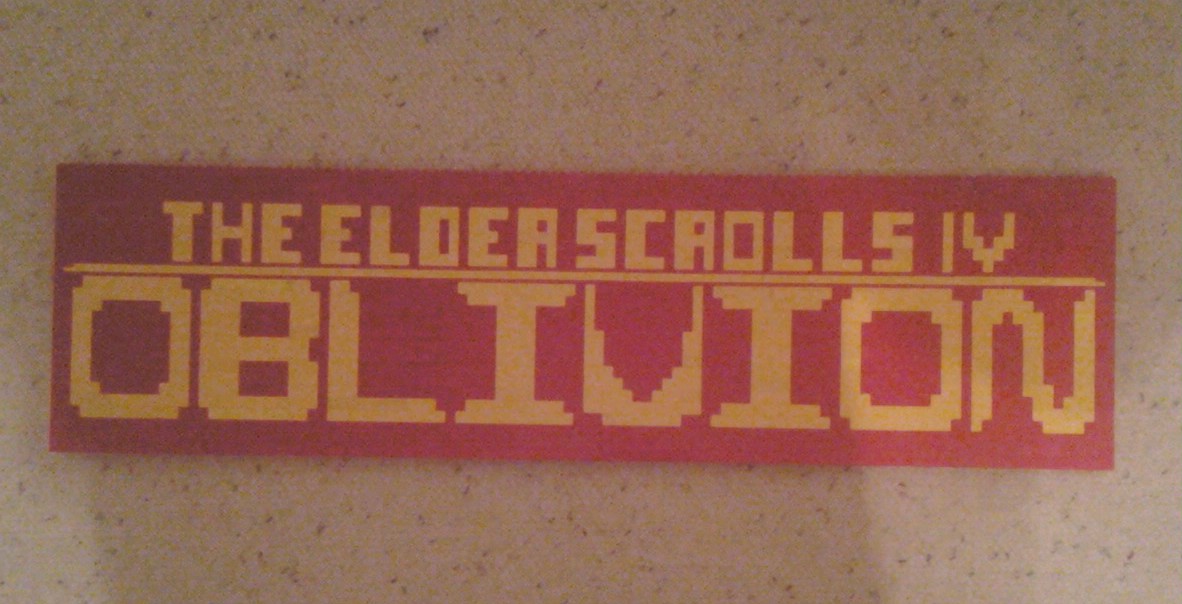 THE ELDER SCROLLS IV
OBLIVION